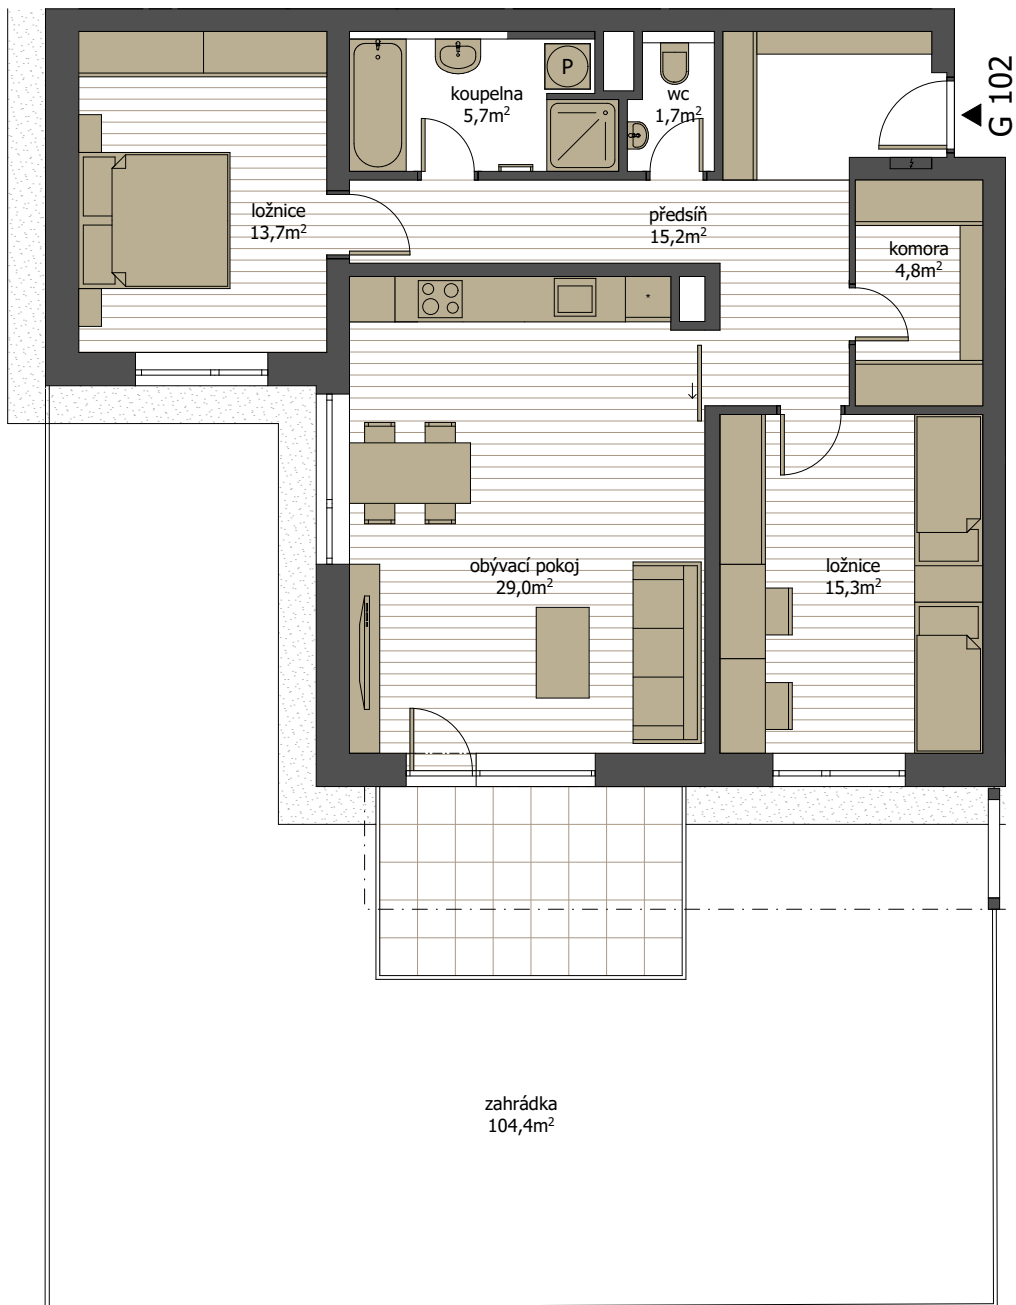 koupelna
5,7m²
P
wc
1,7m²
G 102
ložnice
13,7m²
předsíň
15,2m²
komora
4,8m²
*
obývací pokoj
29,0m²
ložnice
15,3m²
zahrádka
104,4m²